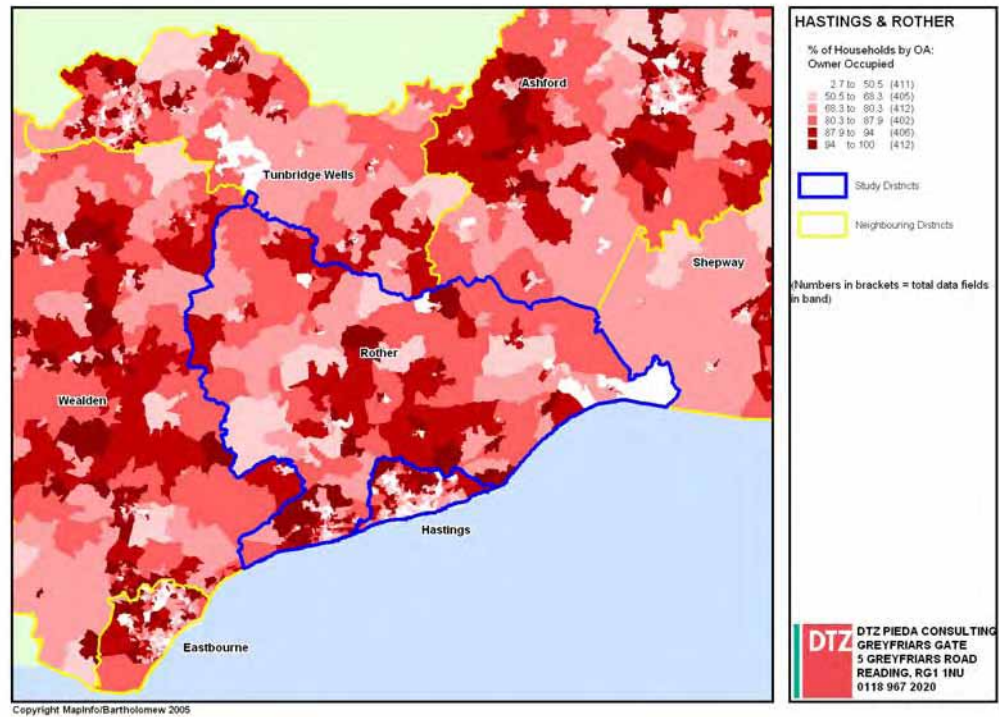 HASTINGS & ROTHER
% of Households by OA:
Owner Occupied
2.7 to 50.5 (411)
50.5 to 68.3 (405)
68.3 to 80.3 (412)
80.3 to 87.9 (402)
87.9 to 94 (406)
94 to 100 (412)
Study Districts
Neighbouring Districts
(Numbers in brackets = total data fields
in band)
Ashford
Tunbridge Wells
Shepway
Rother
Wealden
Hastings
Eastbourne
DTZ
DTZ PIEDA CONSULTING
GREYFRIARS GATE
5 GREYFRIARS ROAD
READING, RG1 1NU
0118 967 2020
Copyright MapInfo/Bartholomew 2005